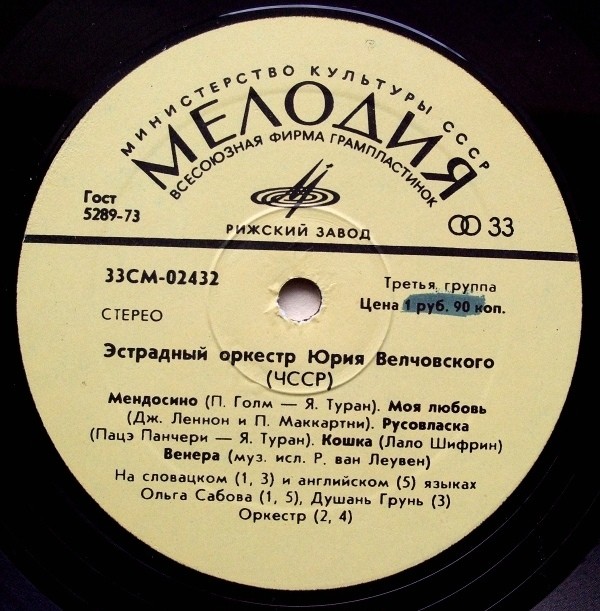 МИНИСТЕРСТВО КУЛЬТУРЫ СССР
МЕЛОДИЯ
ВСЕСОЮЗНАЯ ФИРМА ГРАМПЛАСТИНОК
Гост
5289-73
33
РИЖСКИЙ ЗАВОД
33СМ-02432
Третья группа
Цена 1 руб. 90 коп.
СТЕРЕО
Эстрадный оркестр Юрия Велчовского
(ЧССР)
Мендосино (П. Голм — Я. Туран). Моя любовь
(Дж. Леннон и П. Маккартни). Русовласка
(Пацэ Панчери — Я. Туран). Кошка (Лало Шифрин)
Венера (муз. исл. Р. ван Леувен)
На словацком (1, 3) и английском (5) языках
Ольга Сабова (1, 5), Душань Грунь (3)
Оркестр (2, 4)